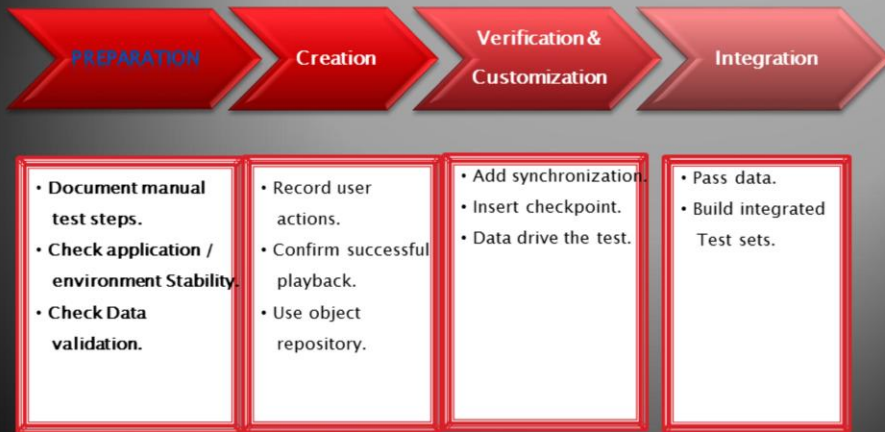 PREPARATION
Creation
Verification &
Customization
Integration
• Document manual
test steps.
• Check application /
environment Stability.
• Check Data
validation.
• Record user
actions.
• Confirm successful
playback.
• Use object
repository.
• Add synchronization.
• Insert checkpoint.
• Data drive the test.
• Pass data.
• Build integrated
Test sets.